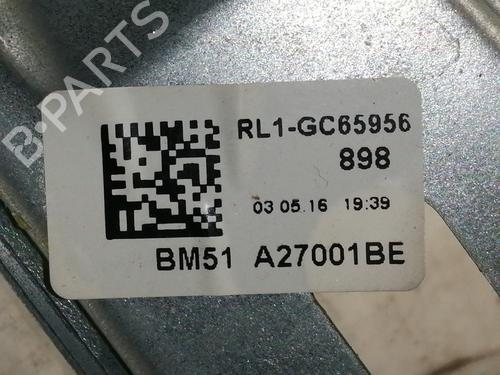 B-PARTS
RL1-GC65956
898
03 05.16 19:39
BM51 A27001BE